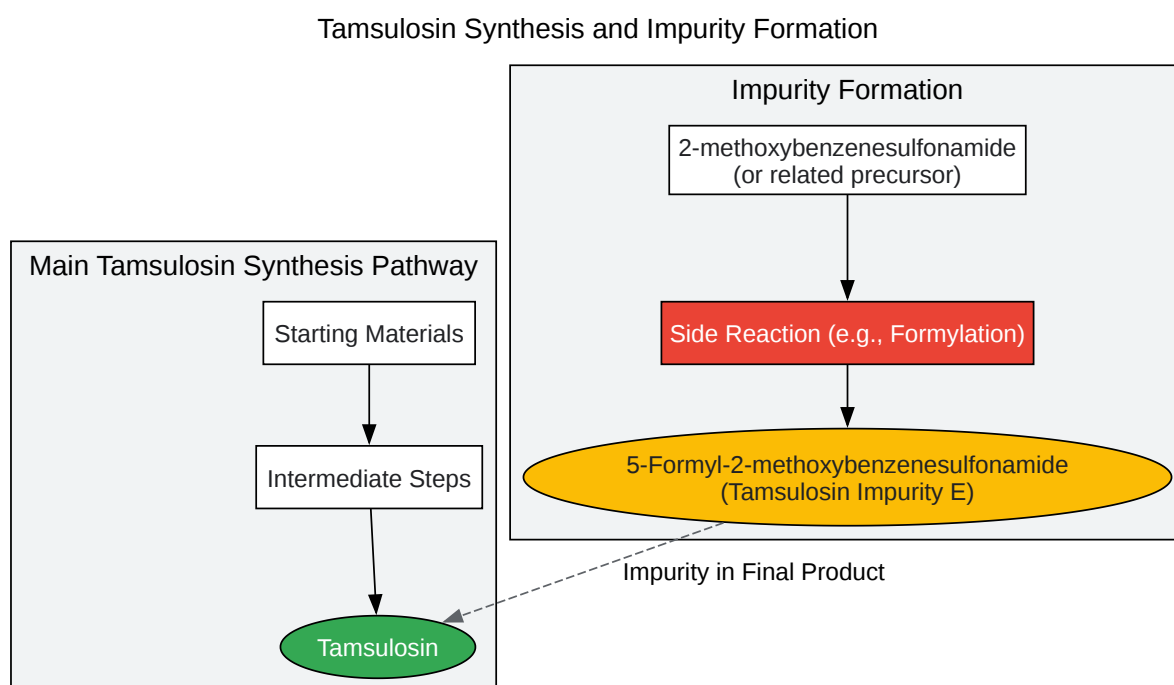 Tamsulosin Synthesis and Impurity Formation
Impurity Formation
2-methoxybenzenesulfonamide
(or related precursor)
Side Reaction (e.g., Formylation)
5-Formyl-2-methoxybenzenesulfonamide
(Tamsulosin Impurity E)
Main Tamsulosin Synthesis Pathway
Starting Materials
Intermediate Steps
Impurity in Final Product
Tamsulosin